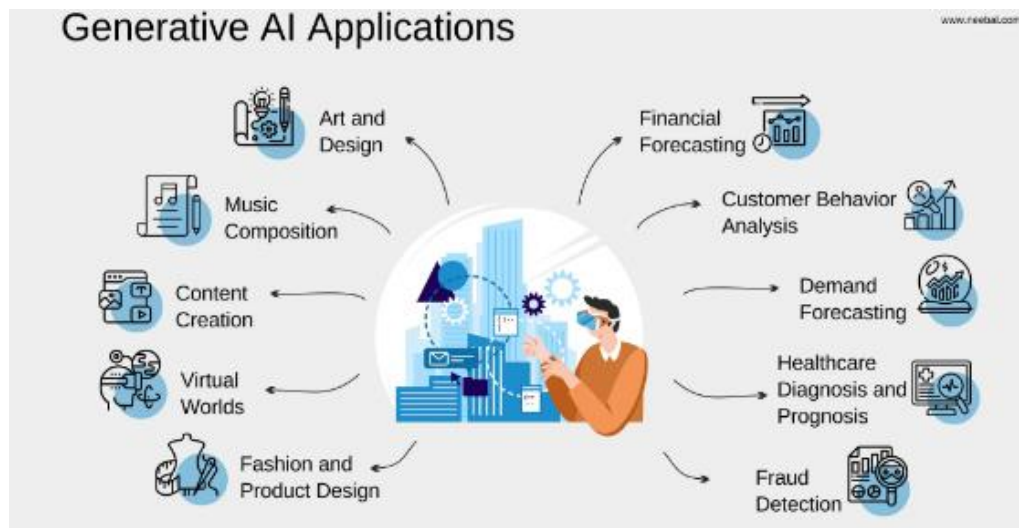 Generative AI Applications
www.neebal.com
Art and
Design
Music
Composition
Content
Creation
Virtual
Worlds
Fashion and
Product Design
Financial
Forecasting
Customer Behavior
Analysis
Demand
Forecasting
Healthcare
Diagnosis and
Prognosis
Fraud
Detection